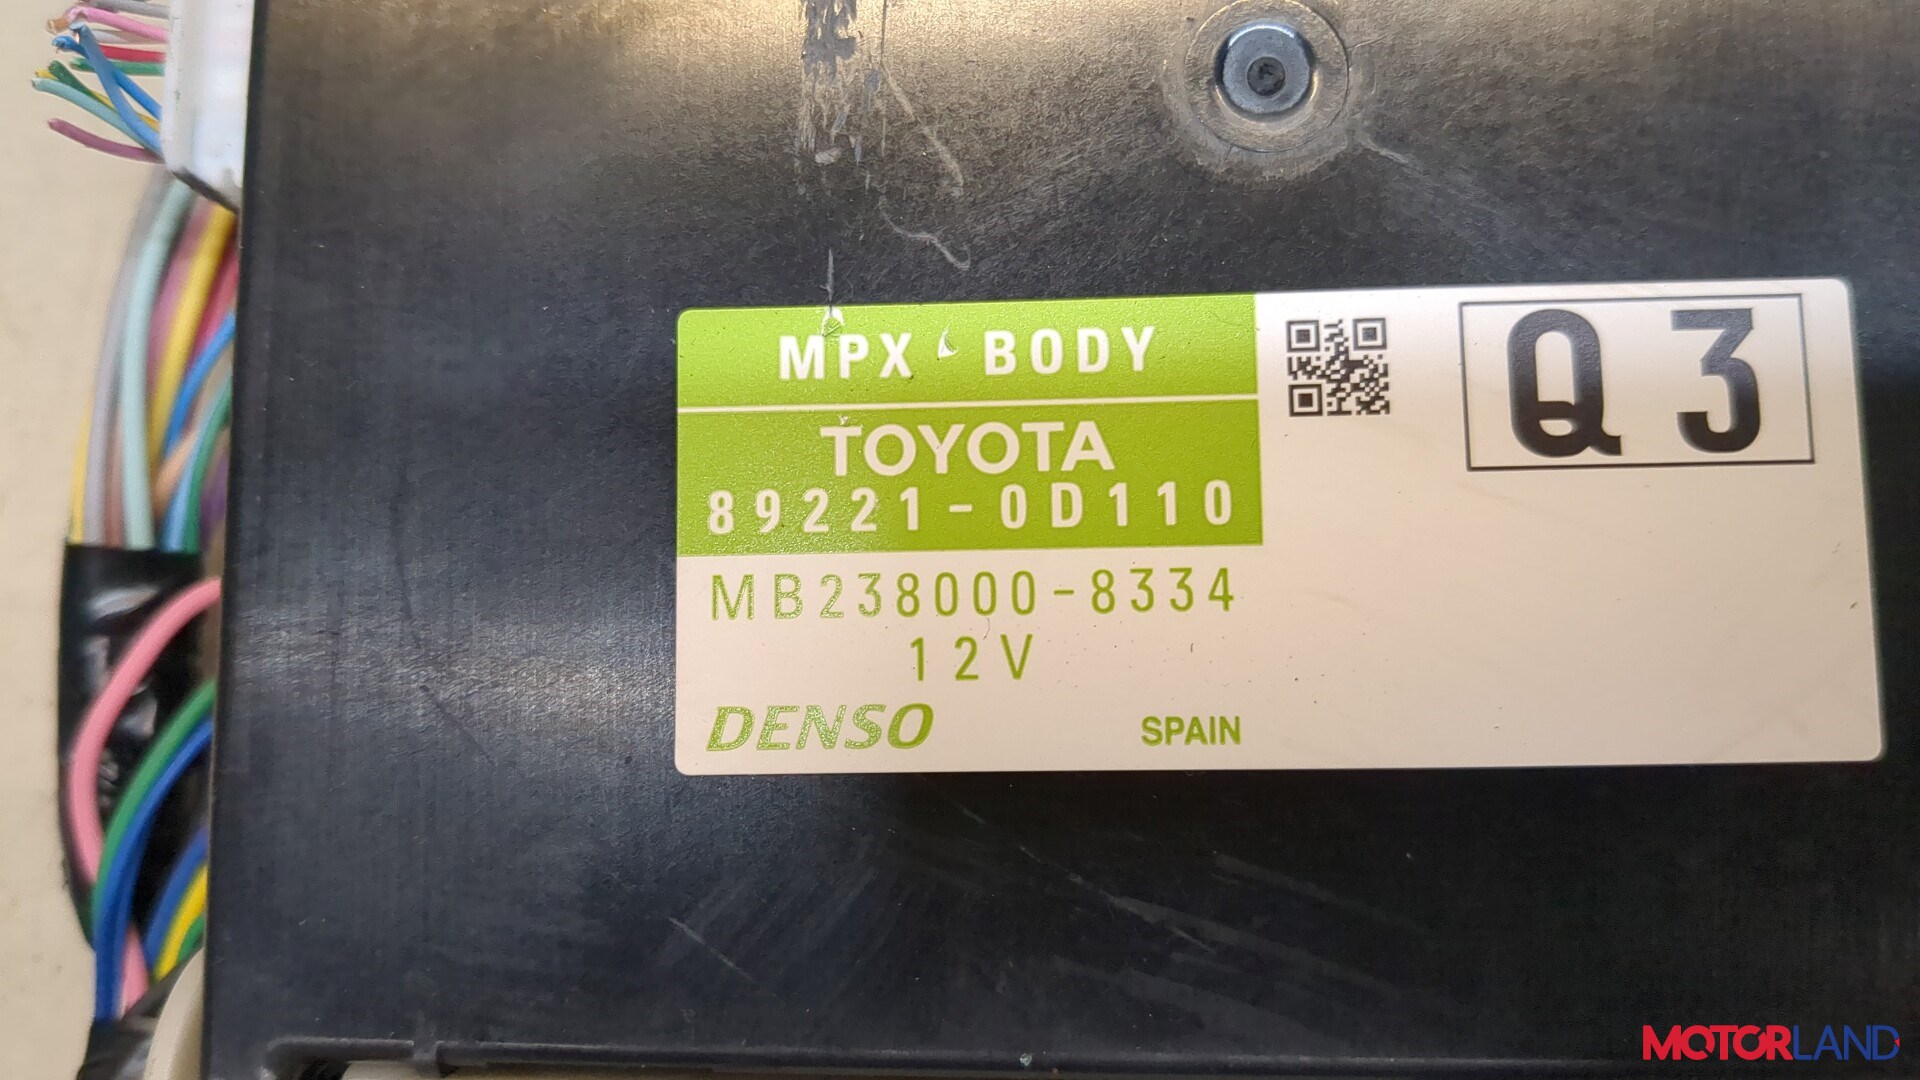 MPX BODY
Q3
TOYOTA
89221-0D110
MB238000-8334
12V
DENSO SPAIN
MOTORLAND